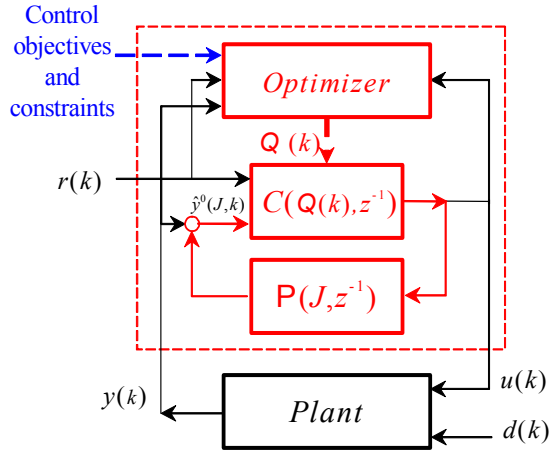 Control
objectives
and
constraints
Optimizer
Q (k)
r(k)
ŷ⁰(J,k)
C(Q(k),z⁻¹)
P(J,z⁻¹)
y(k)
Plant
u(k)
d(k)